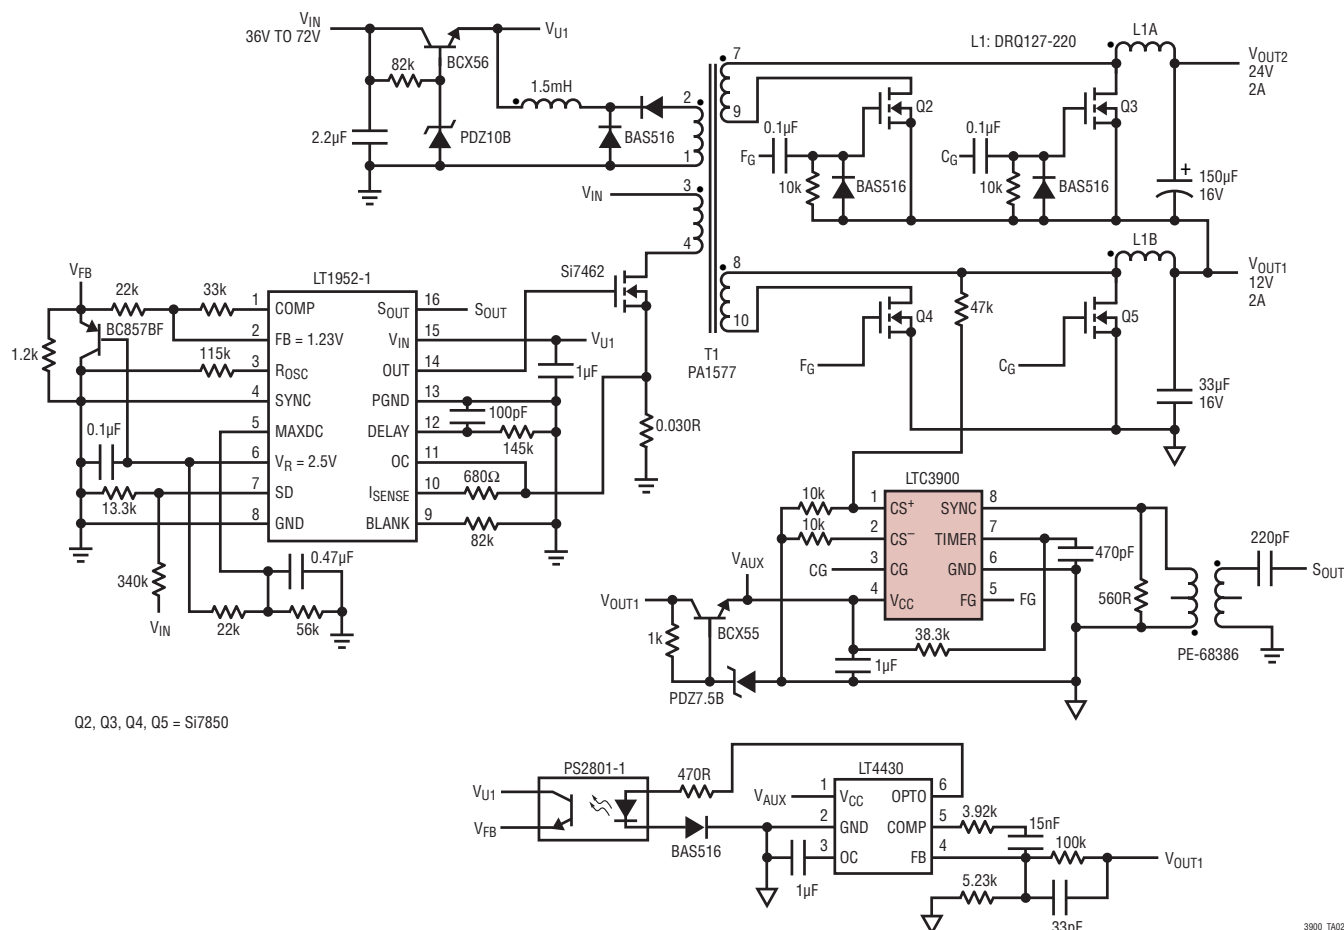 VIN
36V TO 72V
VU1
BCX56
82k
1.5mH
2.2µF
PDZ10B
BAS516
2
1
VIN
3
4
T1
PA1577
7
9
8
10
L1: DRQ127-220
L1A
VOUT2
24V
2A
Q2
Q3
0.1µF
FG
10k
BAS516
0.1µF
CG
10k
BAS516
+
150µF
16V
L1B
VOUT1
12V
2A
Q4
47k
Q5
FG
CG
33µF
16V
Si7462
0.030R
VFB
22k
33k
BC857BF
1.2k
115k
0.1µF
13.3k
340k
VIN
22k
56k
0.47µF
LT1952-1
1 COMP
2 FB = 1.23V
3 ROSC
4 SYNC
5 MAXDC
6 VR = 2.5V
7 SD
8 GND
SOUT 16 SOUT
VIN 15 VU1
OUT 14
PGND 13
DELAY 12
OC 11
ISENSE 10
BLANK 9
1µF
100pF
145k
680Ω
82k
LTC3900
10k
10k
1 CS+
2 CS−
CG 3 CG
4 VCC
SYNC 8
TIMER 7
GND 6
FG 5 FG
VAUX
VOUT1
1k
BCX55
PDZ7.5B
1µF
38.3k
470pF
560R
220pF
SOUT
PE-68386
Q2, Q3, Q4, Q5 = Si7850
PS2801-1
VU1
VFB
470R
BAS516
LT4430
VAUX 1 VCC
2 GND
3 OC
OPTO 6
COMP 5
FB 4
1µF
3.92k
15nF
100k
VOUT1
5.23k
33pF
3900 TA02